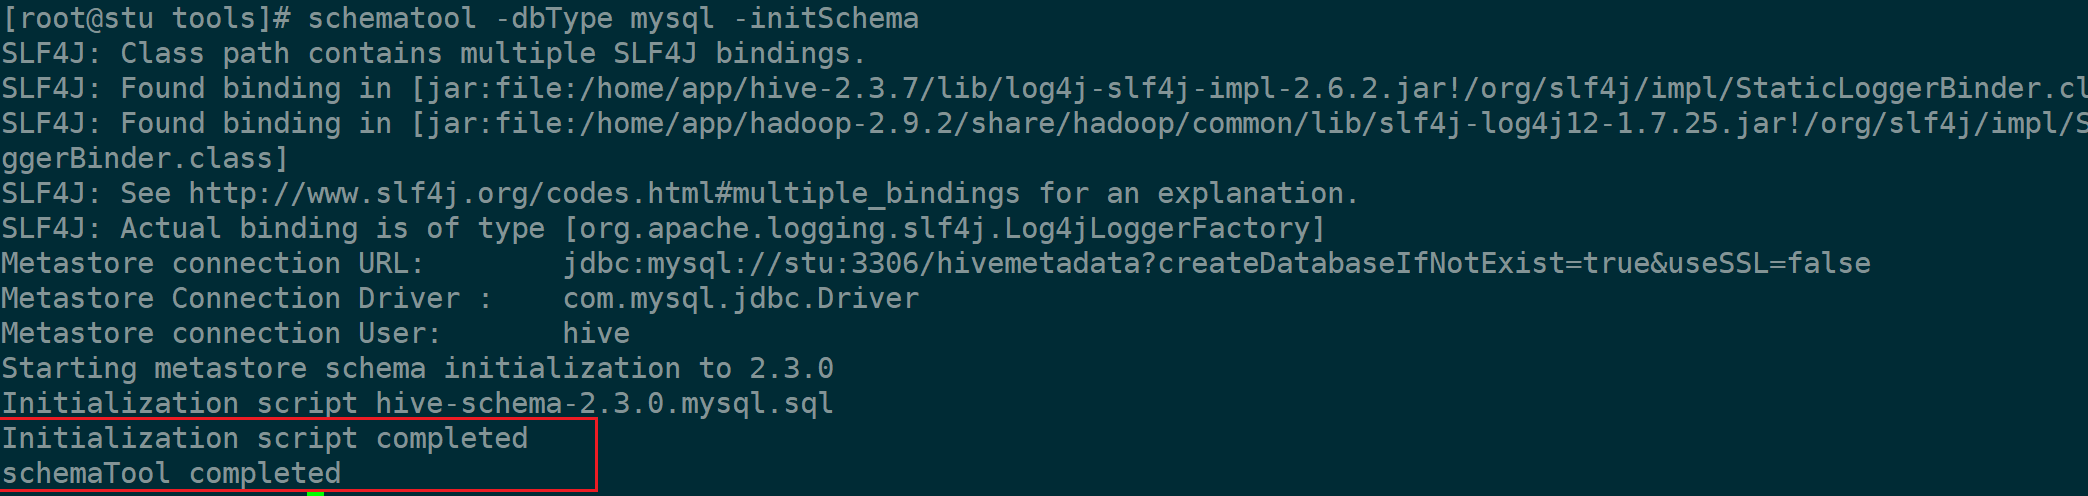 [root@stu tools]# schematool -dbType mysql -initSchema
SLF4J: Class path contains multiple SLF4J bindings.
SLF4J: Found binding in [jar:file:/home/app/hive-2.3.7/lib/log4j-slf4j-impl-2.6.2.jar!/org/slf4j/impl/StaticLoggerBinder.cl
SLF4J: Found binding in [jar:file:/home/app/hadoop-2.9.2/share/hadoop/common/lib/slf4j-log4j12-1.7.25.jar!/org/slf4j/impl/S
ggerBinder.class]
SLF4J: See http://www.slf4j.org/codes.html#multiple_bindings for an explanation.
SLF4J: Actual binding is of type [org.apache.logging.slf4j.Log4jLoggerFactory]
Metastore connection URL:        jdbc:mysql://stu:3306/hivemetadata?createDatabaseIfNotExist=true&useSSL=false
Metastore Connection Driver :    com.mysql.jdbc.Driver
Metastore connection User:       hive
Starting metastore schema initialization to 2.3.0
Initialization script hive-schema-2.3.0.mysql.sql
Initialization script completed
schemaTool completed